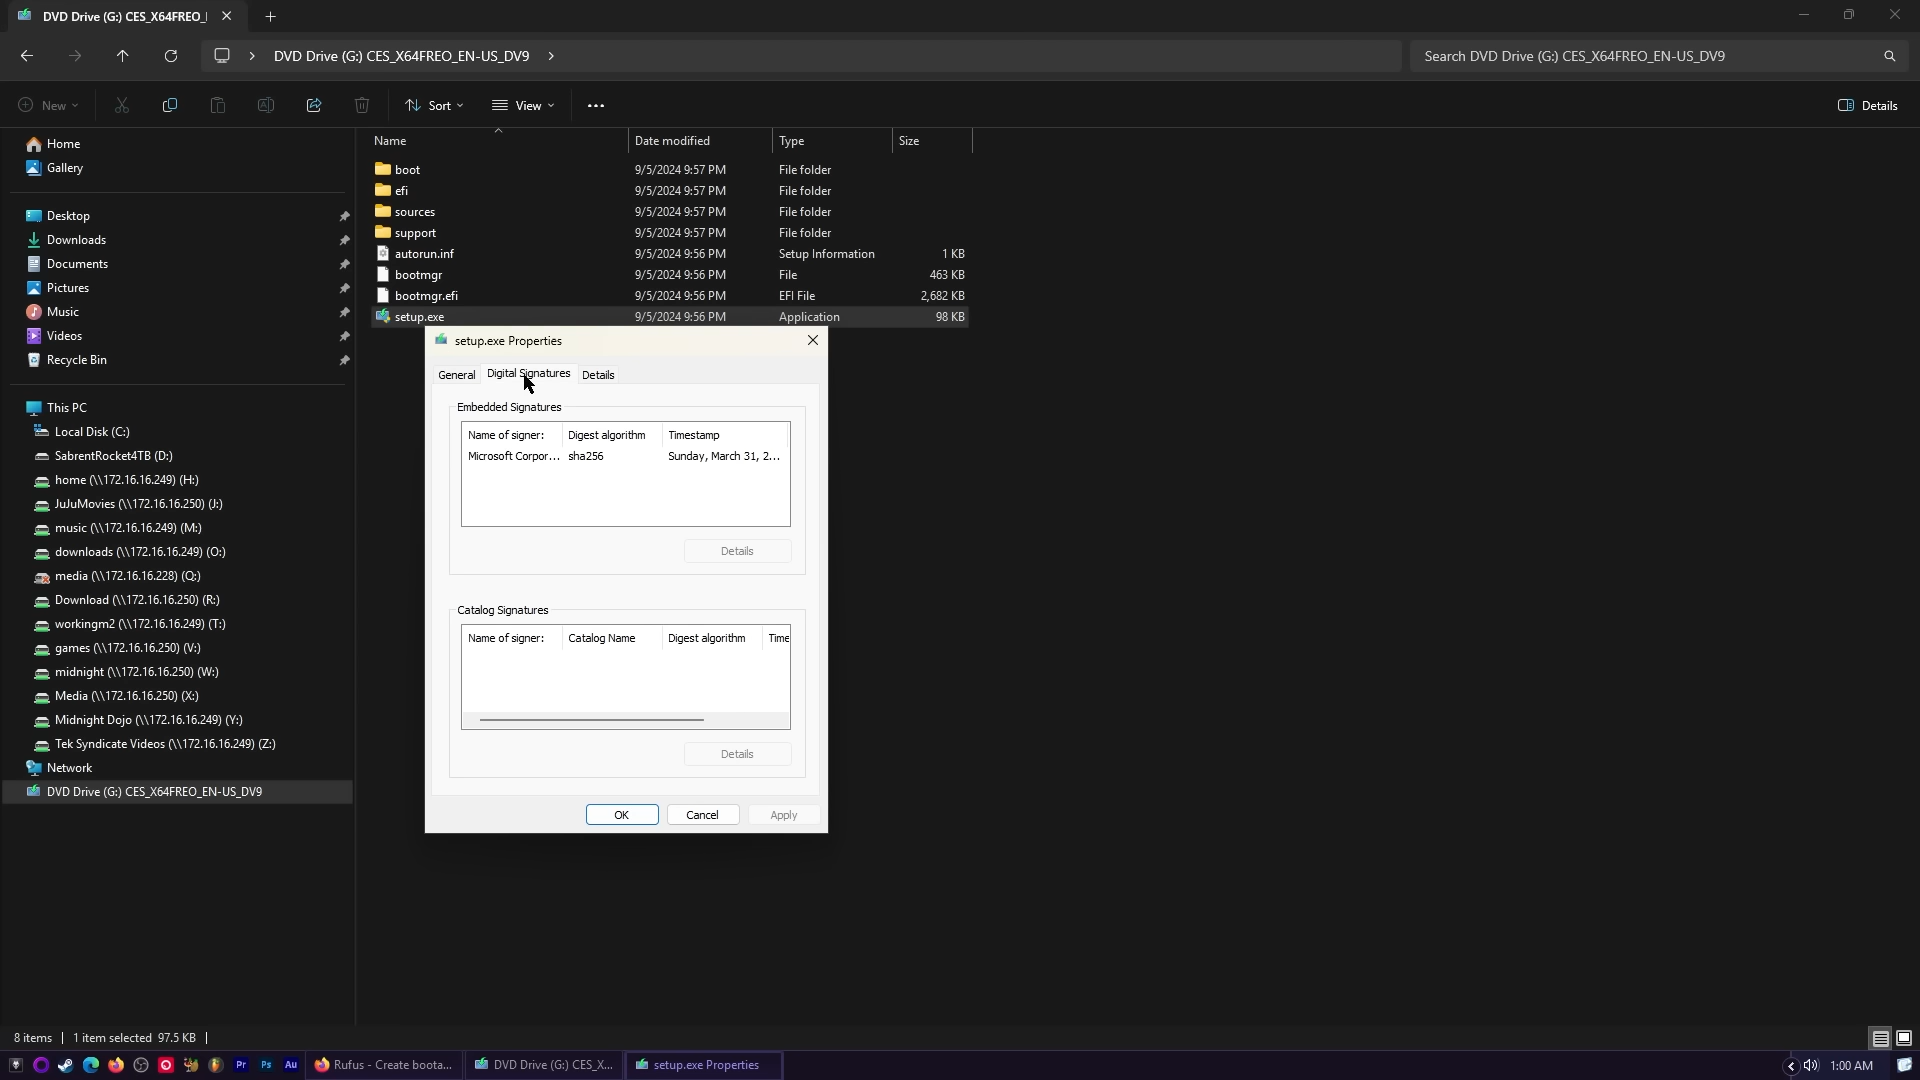 DVD Drive (G:) CES_X64FREO_
DVD Drive (G:) CES_X64FREO_EN-US_DV9
Search DVD Drive (G:) CES_X64FREO_EN-US_DV9
New
Sort
View
Details
Name
Date modified
Type
Size
Home
Gallery
Desktop
Downloads
Documents
Pictures
Music
Videos
Recycle Bin
This PC
Local Disk (C:)
SabrentRocket4TB (D:)
home (\\172.16.16.249) (H:)
JuJuMovies (\\172.16.16.250) (J:)
music (\\172.16.16.249) (M:)
downloads (\\172.16.16.249) (O:)
media (\\172.16.16.228) (Q:)
Download (\\172.16.16.250) (R:)
workingm2 (\\172.16.16.249) (T:)
games (\\172.16.16.250) (V:)
midnight (\\172.16.16.250) (W:)
Media (\\172.16.16.250) (X:)
Midnight Dojo (\\172.16.16.249) (Y:)
Tek Syndicate Videos (\\172.16.16.249) (Z:)
Network
DVD Drive (G:) CES_X64FREO_EN-US_DV9
boot 9/5/2024 9:57 PM File folder
efi 9/5/2024 9:57 PM File folder
sources 9/5/2024 9:57 PM File folder
support 9/5/2024 9:57 PM File folder
autorun.inf 9/5/2024 9:56 PM Setup Information 1 KB
bootmgr 9/5/2024 9:56 PM File 463 KB
bootmgr.efi 9/5/2024 9:56 PM EFI File 2,682 KB
setup.exe 9/5/2024 9:56 PM Application 98 KB
setup.exe Properties
General Digital Signatures Details
Embedded Signatures
Name of signer: Digest algorithm Timestamp
Microsoft Corpor... sha256 Sunday, March 31, 2...
Details
Catalog Signatures
Name of signer: Catalog Name Digest algorithm Time
Details
OK Cancel Apply
8 items 1 item selected 97.5 KB
Pr Ps Au Rufus - Create boota... DVD Drive (G:) CES_X... setup.exe Properties 1:00 AM